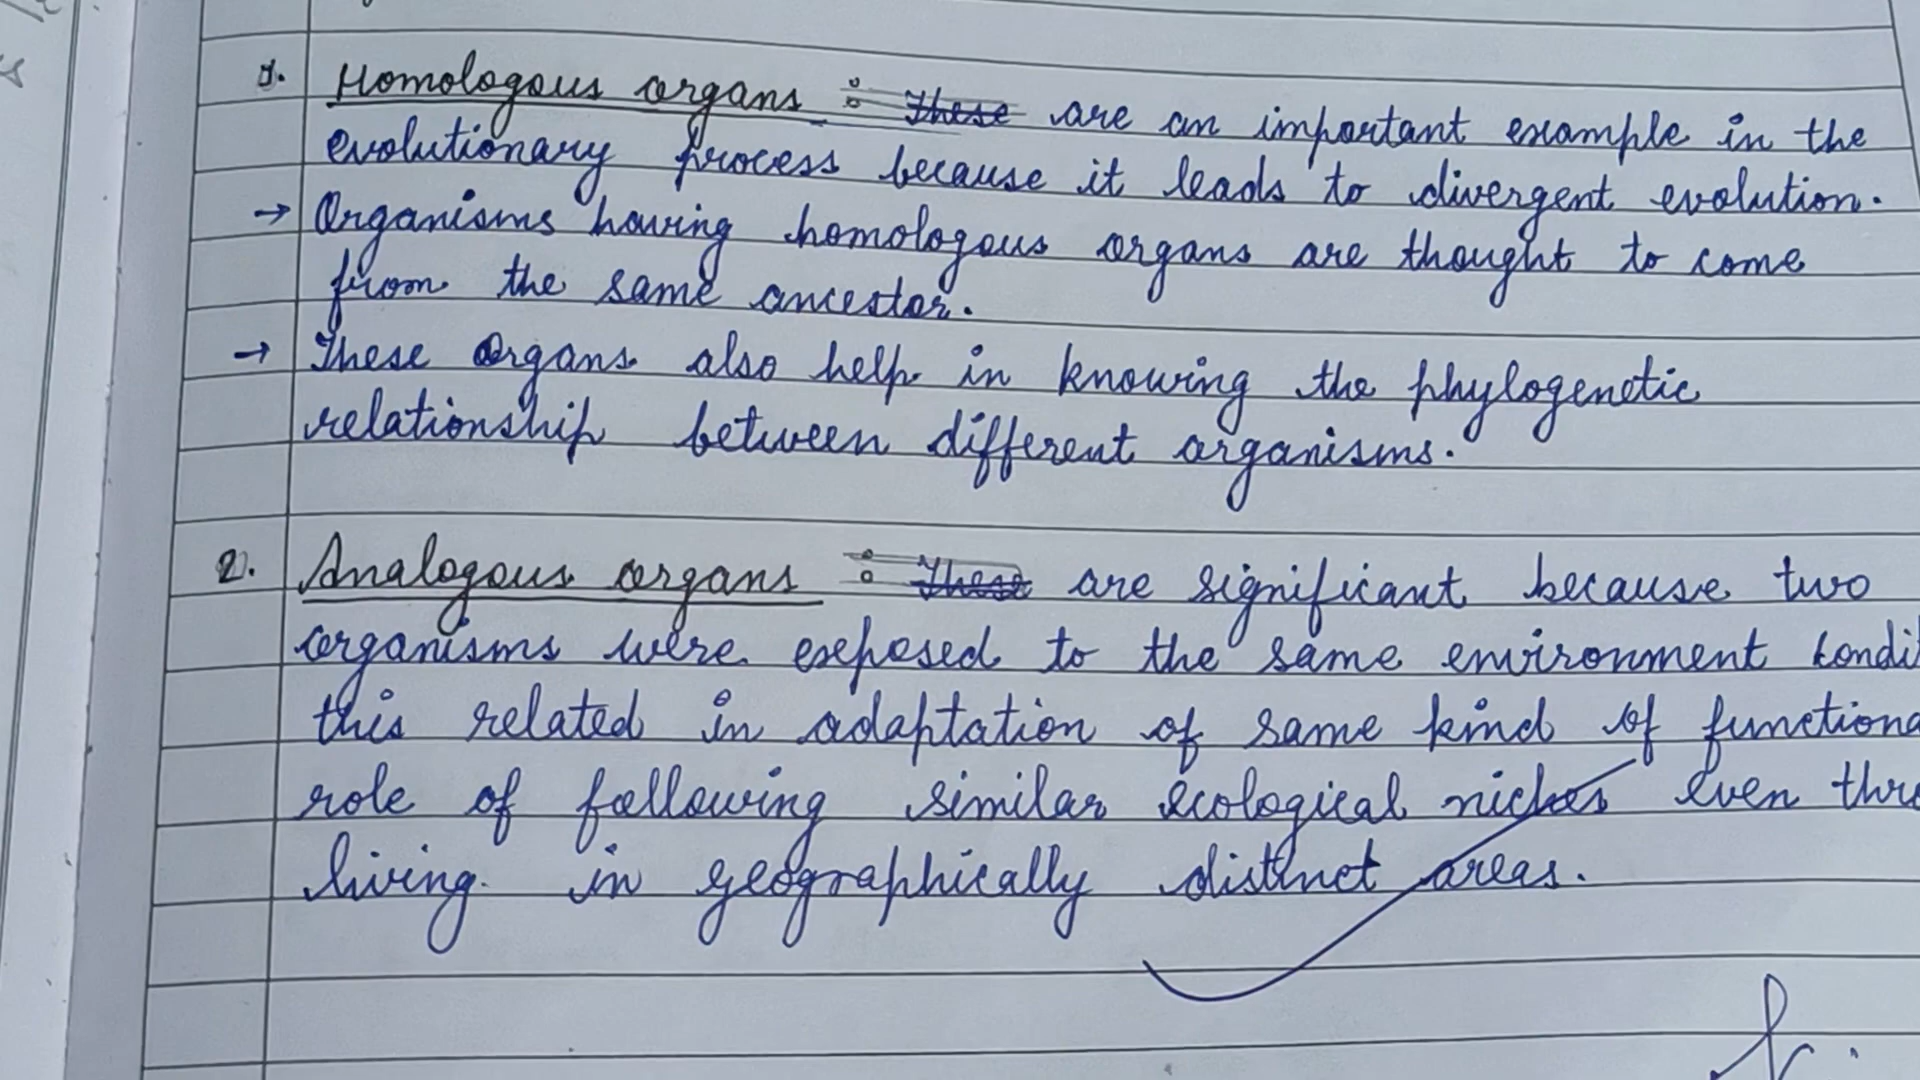 1. Homologous organs : These are an important example in the
evolutionary process because it leads to divergent evolution.
→ Organisms having homologous organs are thought to come
from the same ancestor.
→ These Organs also help in knowing the phylogenetic
relationship between different organisms.
2. Analogous organs : These are significant because two
organisms were exposed to the same environment condi
this related in adaptation of same kind of functiona
role of following similar ecological niches even thro
living in geographically distinct areas.